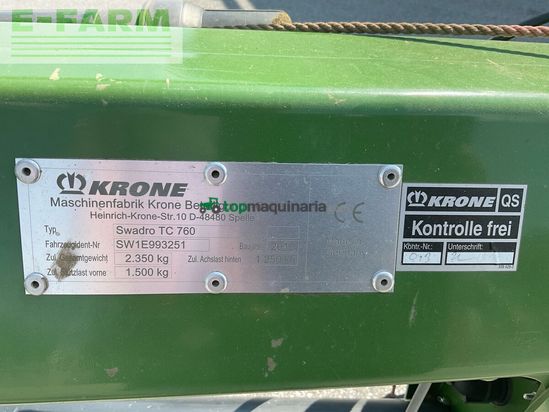 E-FARM
KRONE
Maschinenfabrik Krone
Heinrich-Krone-Str.10 D-48480 Spelle
topmaquinaria
CE
Typ Swadro TC 760
Fahrzeugident-Nr SW1E993251
Zul. Gesamtgewicht 2.350 kg Zul. Achslast hinten
Zul. Stützlast vorne 1.500 kg
KRONE QS
Kontrolle frei
Kontr.-Nr.: Unterschrift: